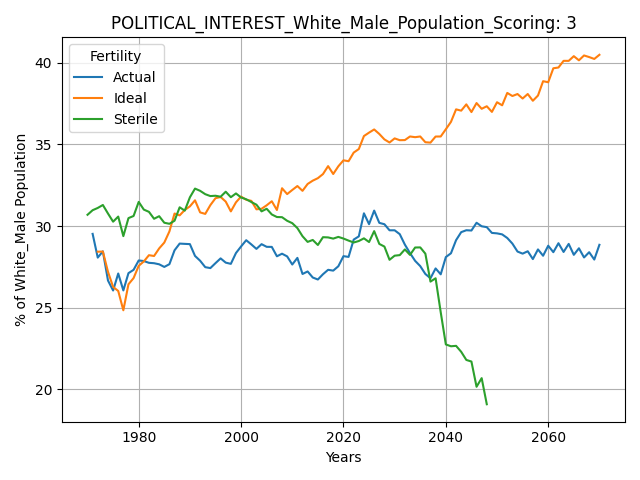 POLITICAL_INTEREST_White_Male_Population_Scoring: 3
Fertility
Actual
Ideal
Sterile
% of White_Male Population
40
35
30
25
20
1980
2000
2020
2040
2060
Years